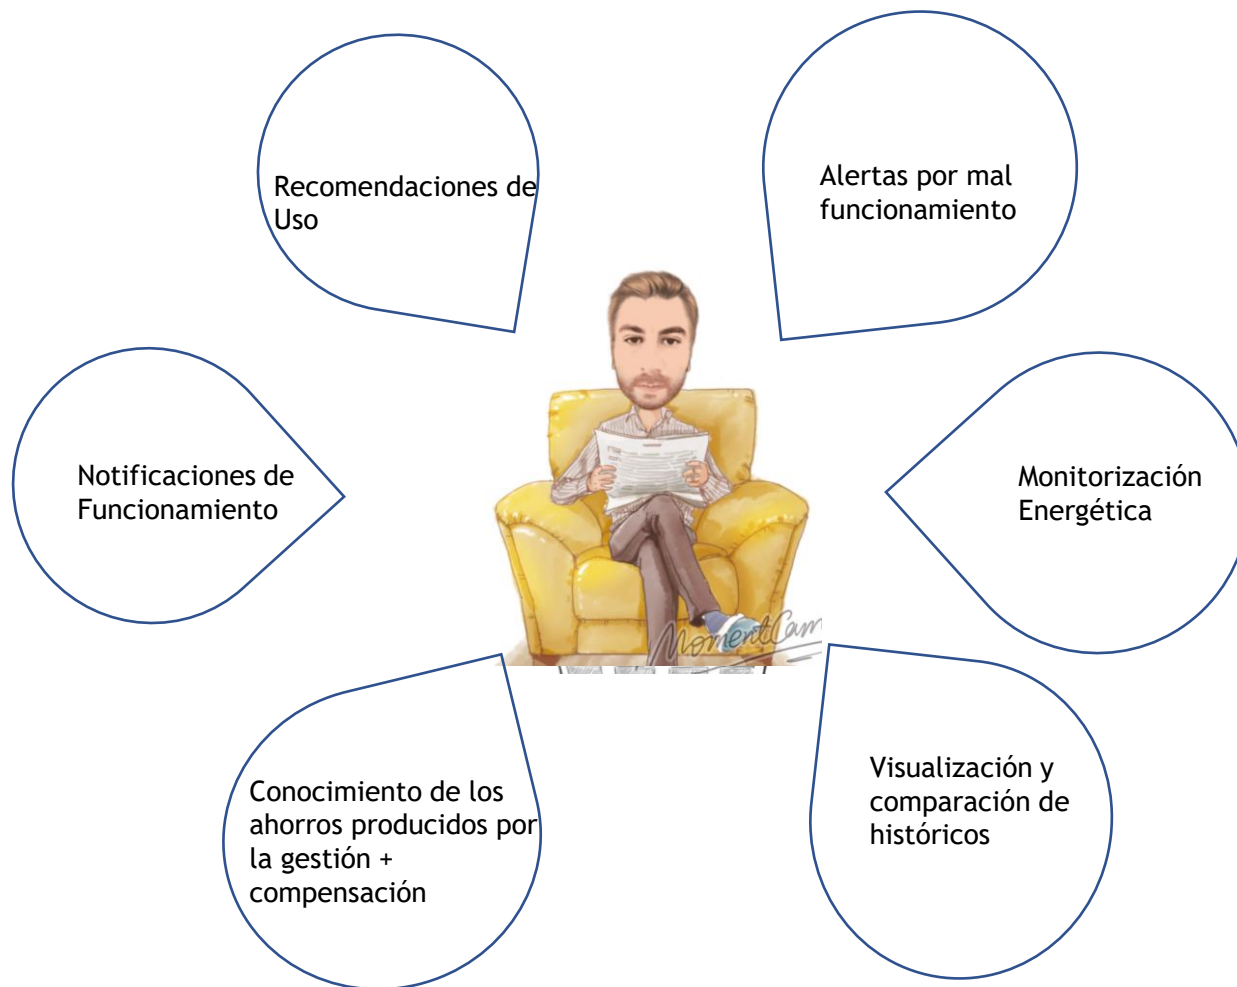 Recomendaciones de
Uso
Alertas por mal
funcionamiento
Notificaciones de
Funcionamiento
Monitorización
Energética
MomentCam
Conocimiento de los
ahorros producidos por
la gestión +
compensación
Visualización y
comparación de
históricos